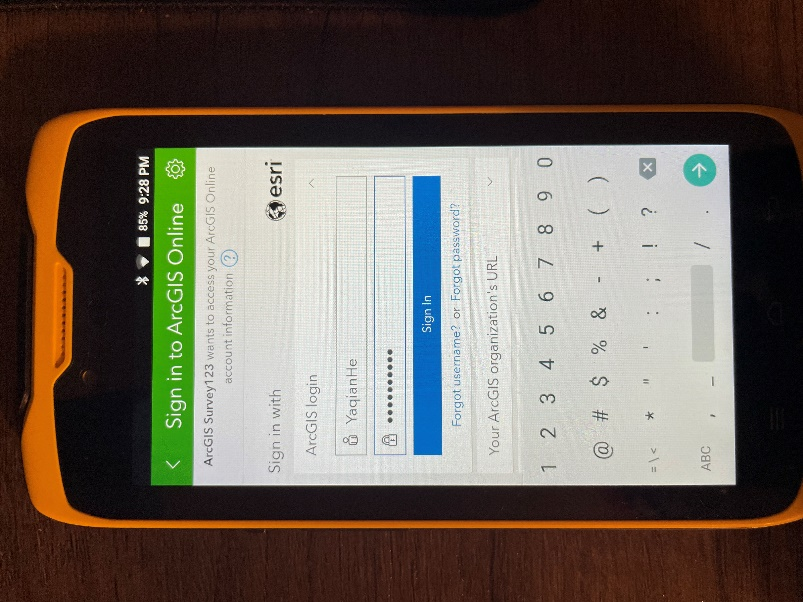 85% 9:28 PM
Sign in to ArcGIS Online
ArcGIS Survey123 wants to access your ArcGIS Online
account information ?
Sign in with
esri
ArcGIS login
YaqianHe
••••••••••
Sign In
Forgot username? or Forgot password?
Your ArcGIS organization's URL
1 2 3 4 5 6 7 8 9 0
@ # $ % & - + ( )
= \ < * " ' : ; ! ?
ABC , _ / .